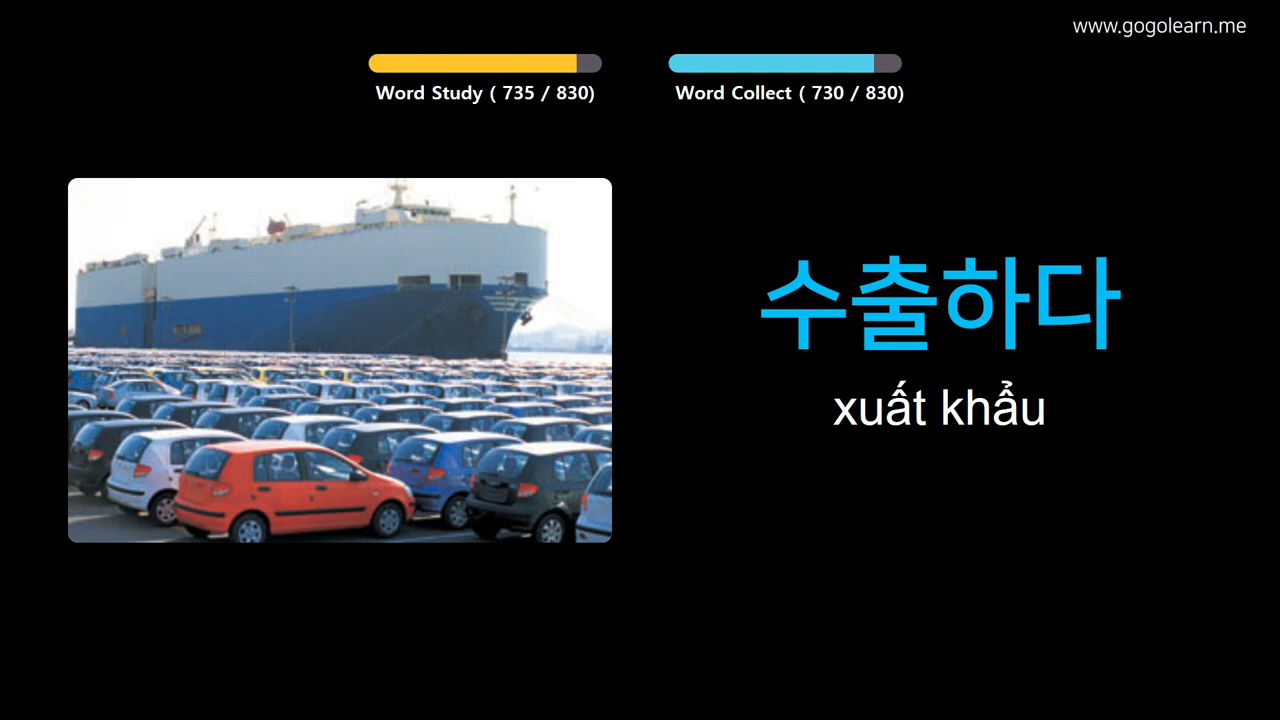 www.gogolearn.me
Word Study ( 735 / 830)
Word Collect ( 730 / 830)
수출하다
xuất khẩu